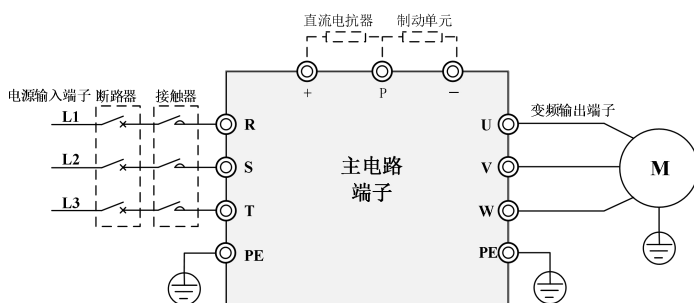 直流电抗器 制动单元
+ P −
电源输入端子 断路器 接触器
变频输出端子
L1 R U
L2 S V
L3 T W
主电路
端子
M
PE PE